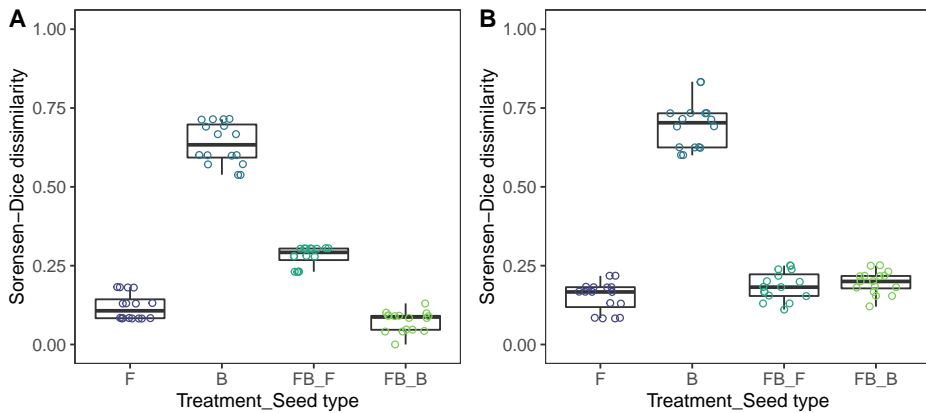 A
Sorensen−Dice dissimilarity
1.00
0.75
0.50
0.25
0.00
F B FB_F FB_B
Treatment_Seed type
B
Sorensen−Dice dissimilarity
1.00
0.75
0.50
0.25
0.00
F B FB_F FB_B
Treatment_Seed type